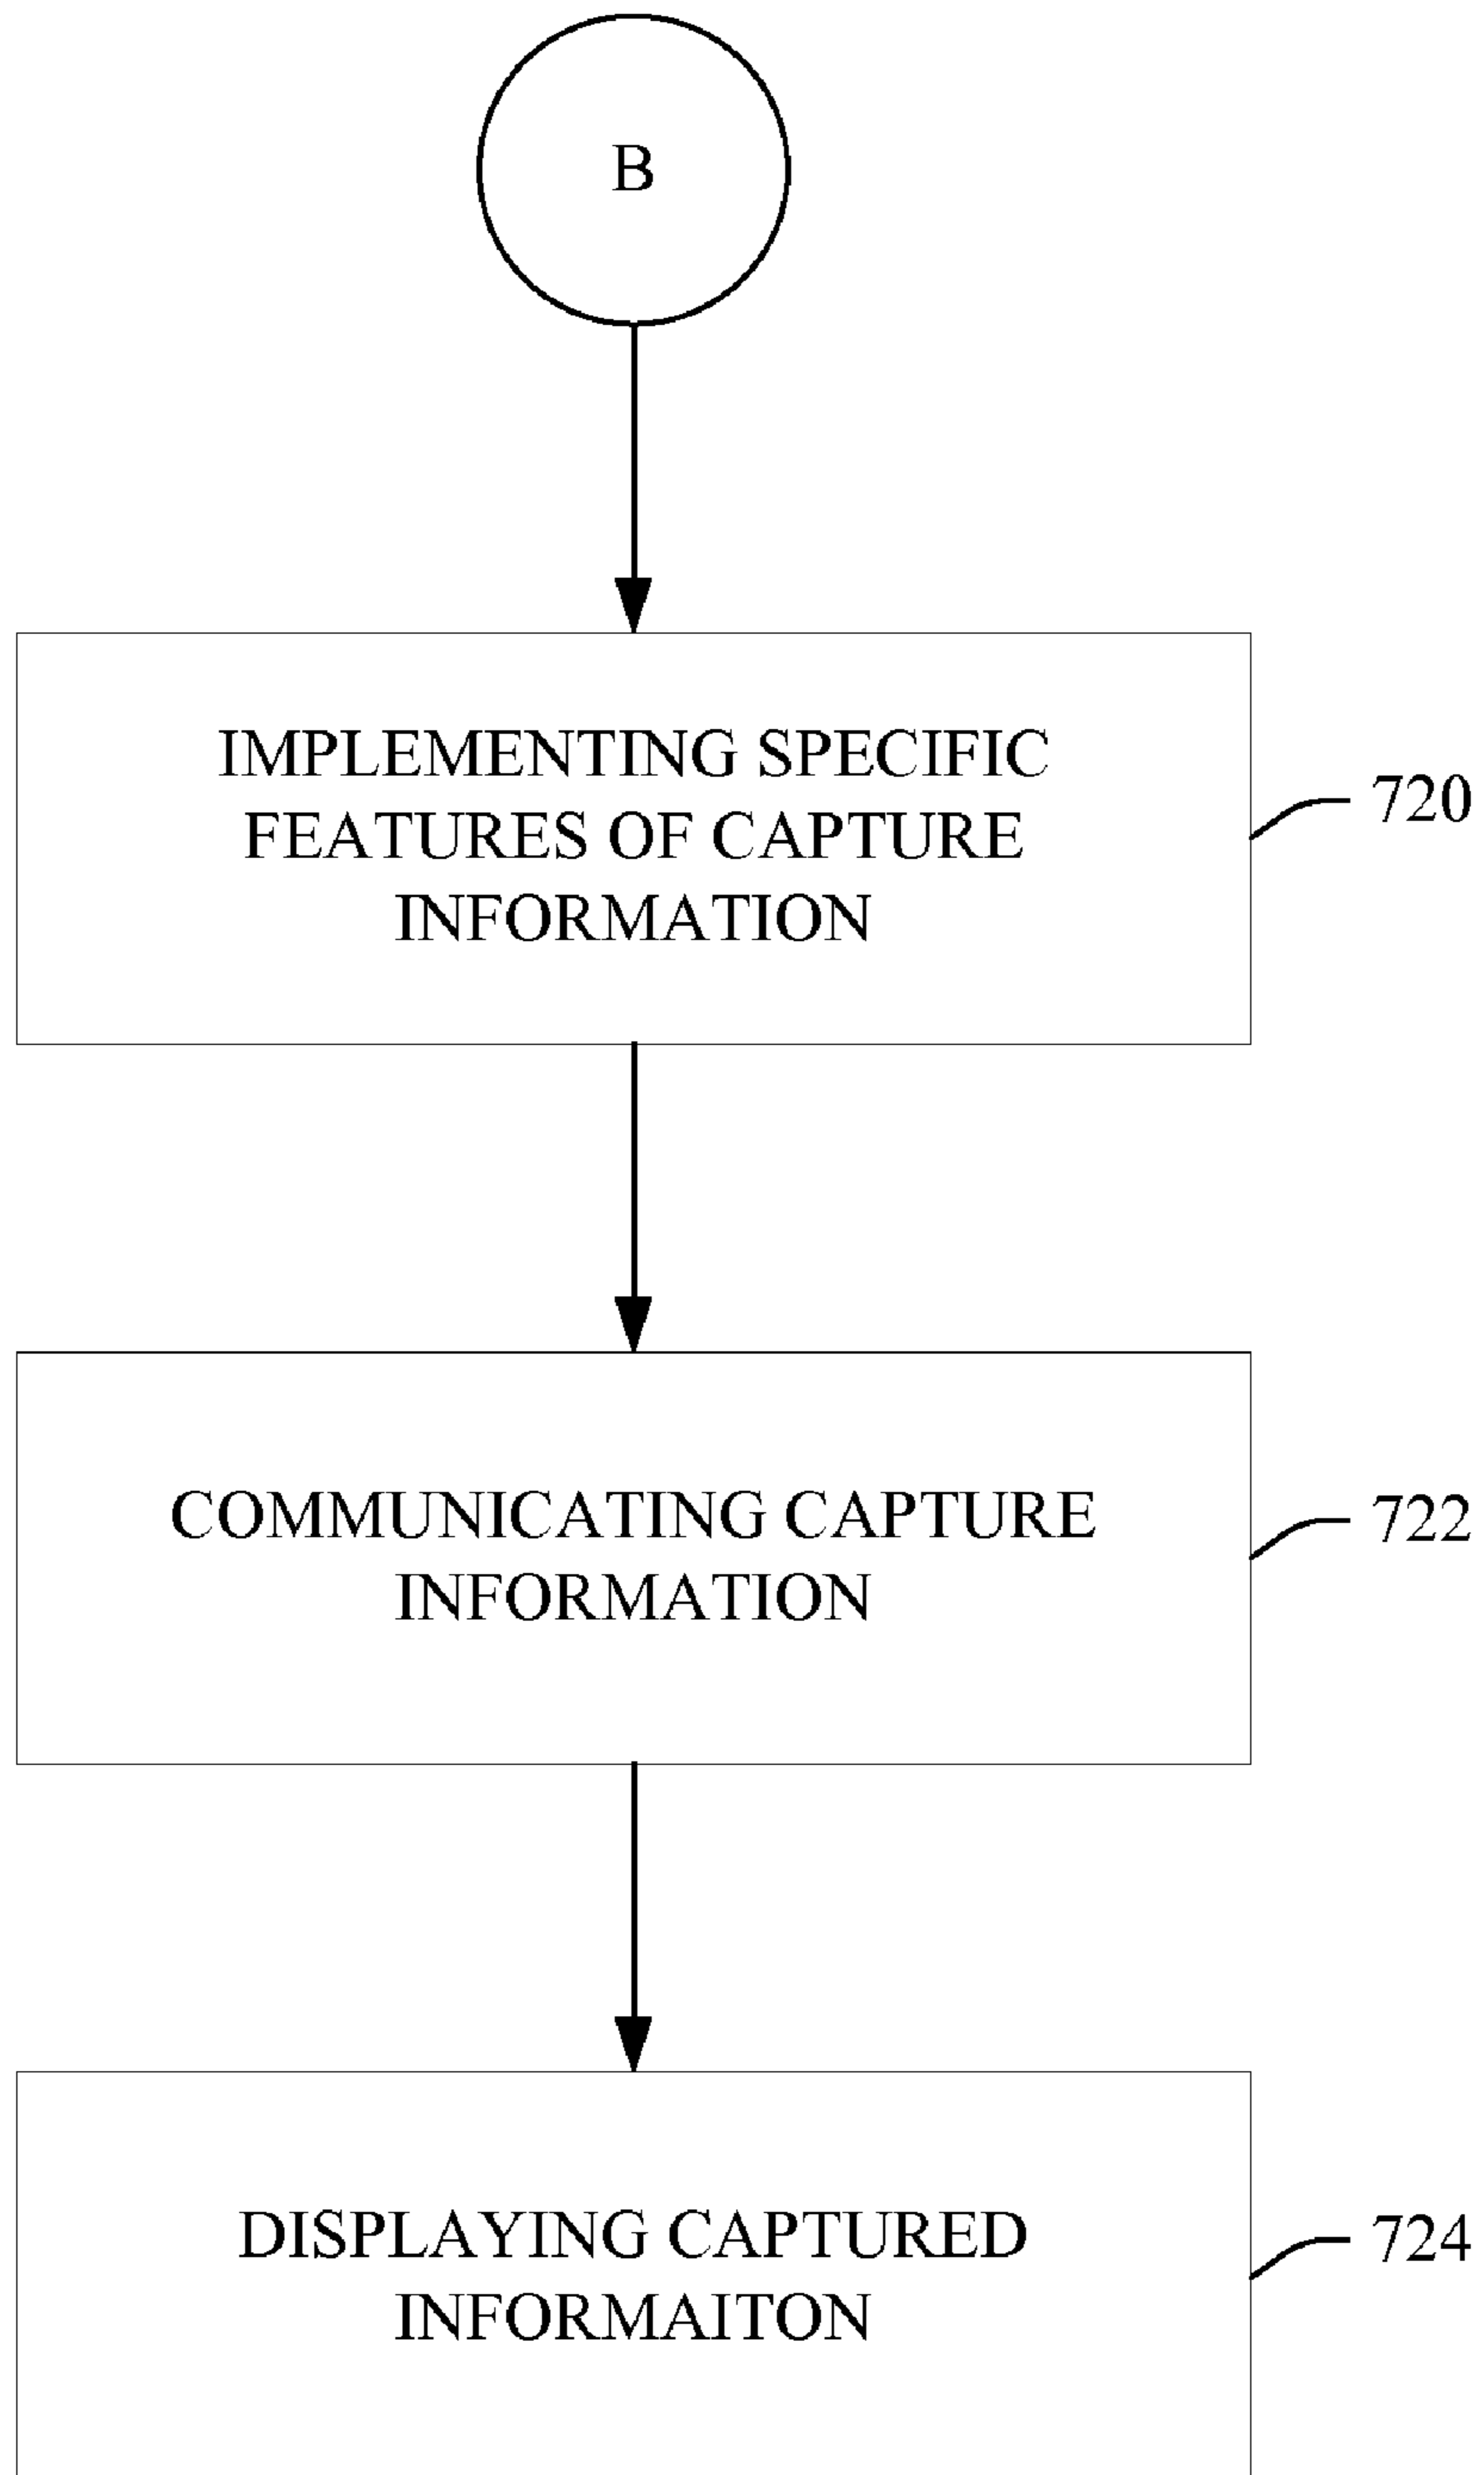 B
IMPLEMENTING SPECIFIC
FEATURES OF CAPTURE
INFORMATION
720
COMMUNICATING CAPTURE
INFORMATION
722
DISPLAYING CAPTURED
INFORMAITON
724